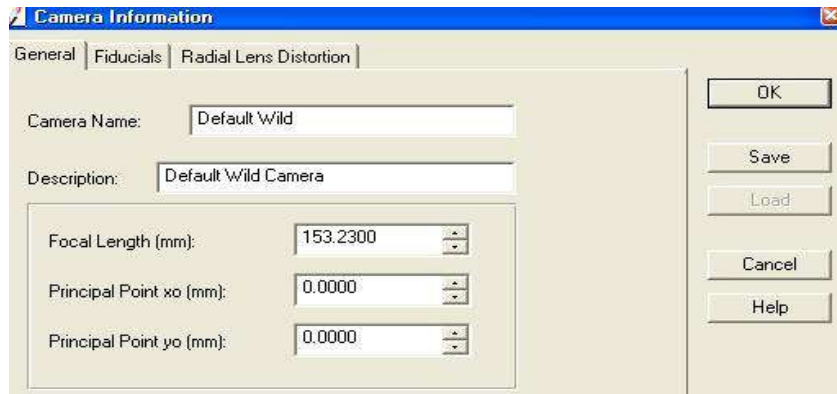 Camera Information
General Fiducials Radial Lens Distortion
OK
Camera Name: Default Wild
Save
Description: Default Wild Camera
Load
Focal Length (mm): 153.2300
Cancel
Principal Point xo (mm): 0.0000
Help
Principal Point yo (mm): 0.0000